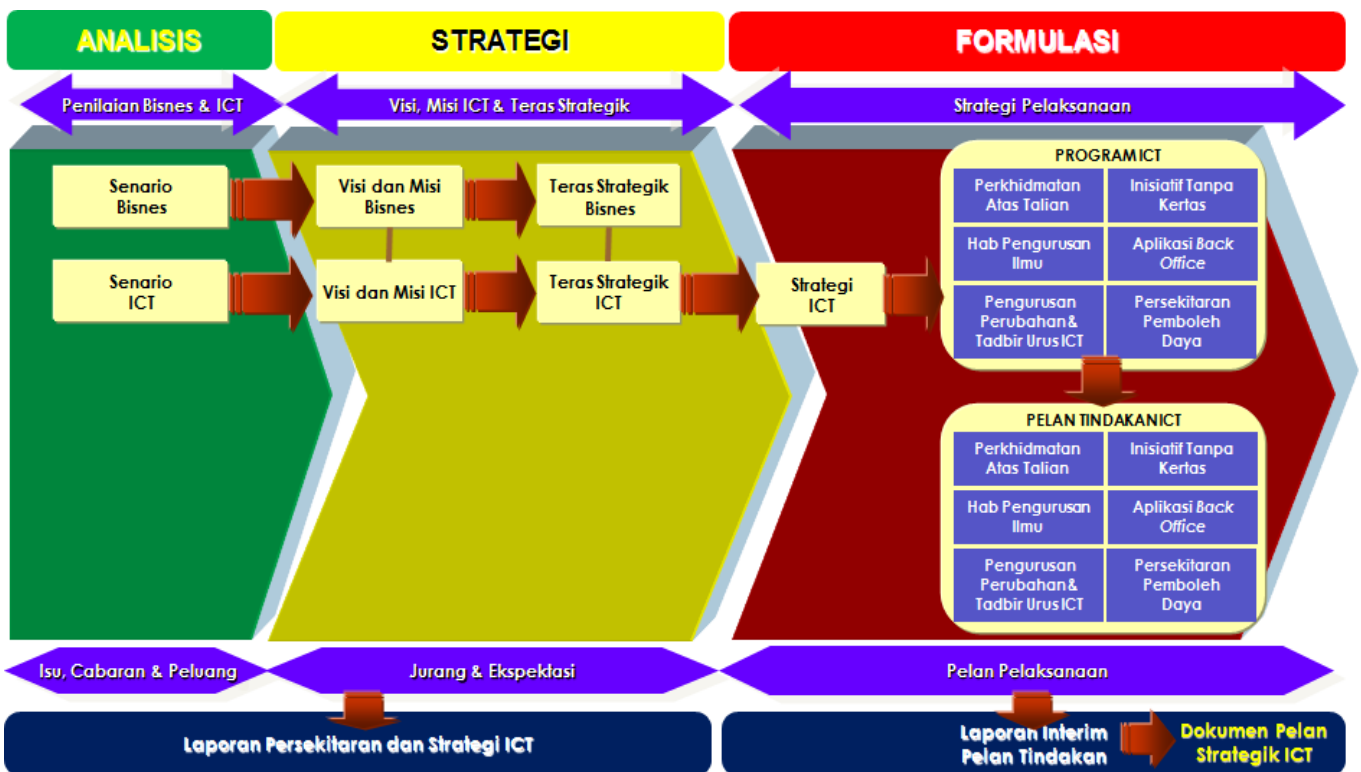 ANALISIS
STRATEGI
FORMULASI
Penilaian Bisnes & ICT
Visi, Misi ICT & Teras Strategik
Strategi Pelaksanaan
Senario
Bisnes
Visi dan Misi
Bisnes
Teras Strategik
Bisnes
Senario
ICT
Visi dan Misi ICT
Teras Strategik
ICT
Strategi
ICT
PROGRAM ICT
Perkhidmatan
Atas Talian
Inisiatif Tanpa
Kertas
Hab Pengurusan
Ilmu
Aplikasi Back
Office
Pengurusan
Perubahan &
Tadbir Urus ICT
Persekitaran
Pemboleh
Daya
PELAN TINDAKAN ICT
Perkhidmatan
Atas Talian
Inisiatif Tanpa
Kertas
Hab Pengurusan
Ilmu
Aplikasi Back
Office
Pengurusan
Perubahan &
Tadbir Urus ICT
Persekitaran
Pemboleh
Daya
Isu, Cabaran & Peluang
Jurang & Ekspektasi
Pelan Pelaksanaan
Laporan Persekitaran dan Strategi ICT
Laporan Interim
Pelan Tindakan
Dokumen Pelan
Strategik ICT